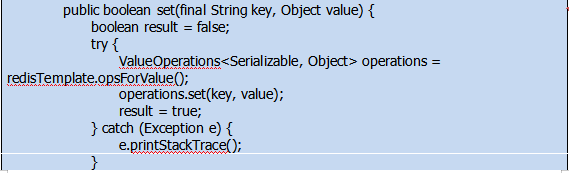 public boolean set(final String key, Object value) {
boolean result = false;
try {
ValueOperations<Serializable, Object> operations =
redisTemplate.opsForValue();
operations.set(key, value);
result = true;
} catch (Exception e) {
e.printStackTrace();
}